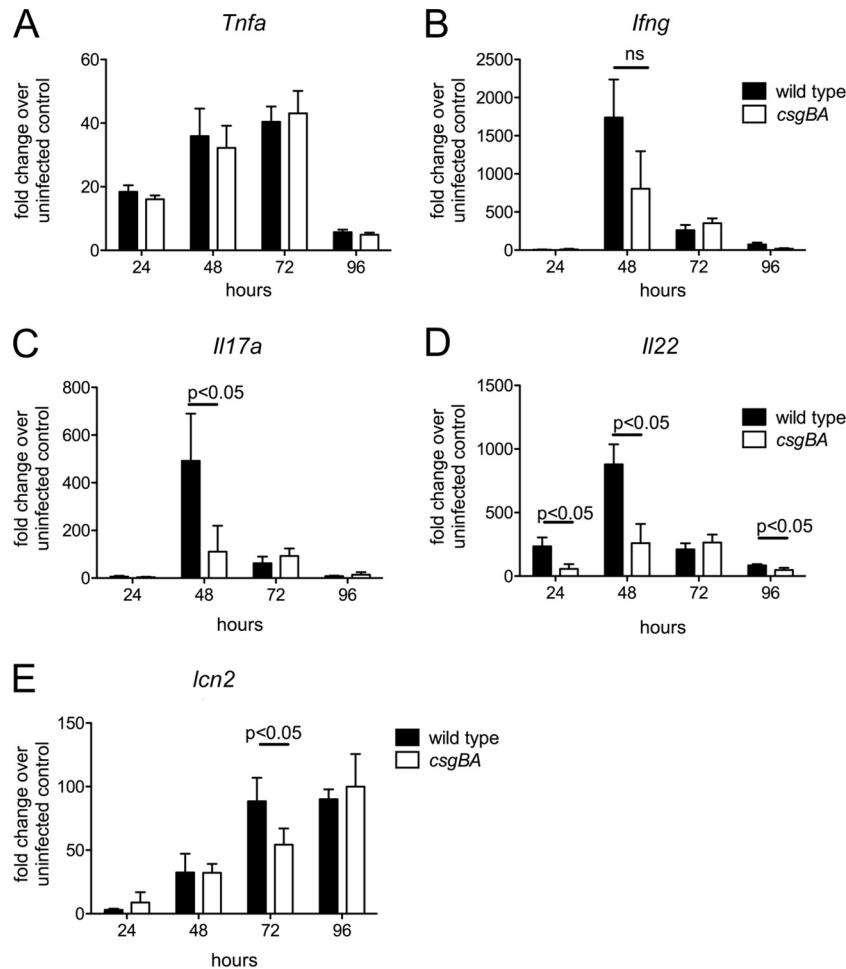 A
Tnfa
fold change over
uninfected control
60
40
20
0
24 48 72 96
hours
B
Ifng
fold change over
uninfected control
2500
2000
1500
1000
500
0
ns
wild type
csgBA
24 48 72 96
hours
C
Il17a
fold change over
uninfected control
800
600
400
200
0
p<0.05
24 48 72 96
hours
D
Il22
fold change over
uninfected control
1500
1000
500
0
p<0.05
p<0.05
p<0.05
wild type
csgBA
24 48 72 96
hours
E
lcn2
fold change over
uninfected control
150
100
50
0
p<0.05
wild type
csgBA
24 48 72 96
hours